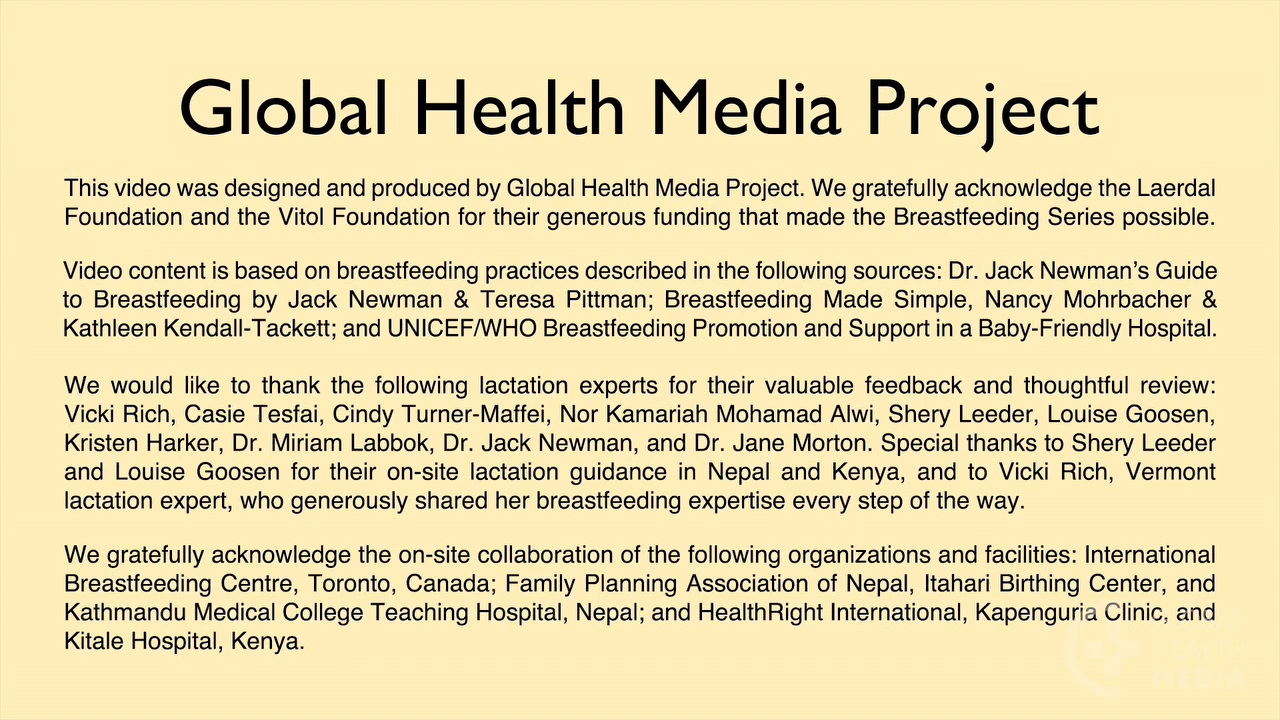 Global Health Media Project
This video was designed and produced by Global Health Media Project. We gratefully acknowledge the Laerdal
Foundation and the Vitol Foundation for their generous funding that made the Breastfeeding Series possible.
Video content is based on breastfeeding practices described in the following sources: Dr. Jack Newman’s Guide
to Breastfeeding by Jack Newman & Teresa Pittman; Breastfeeding Made Simple, Nancy Mohrbacher &
Kathleen Kendall-Tackett; and UNICEF/WHO Breastfeeding Promotion and Support in a Baby-Friendly Hospital.
We would like to thank the following lactation experts for their valuable feedback and thoughtful review:
Vicki Rich, Casie Tesfai, Cindy Turner-Maffei, Nor Kamariah Mohamad Alwi, Shery Leeder, Louise Goosen,
Kristen Harker, Dr. Miriam Labbok, Dr. Jack Newman, and Dr. Jane Morton. Special thanks to Shery Leeder
and Louise Goosen for their on-site lactation guidance in Nepal and Kenya, and to Vicki Rich, Vermont
lactation expert, who generously shared her breastfeeding expertise every step of the way.
We gratefully acknowledge the on-site collaboration of the following organizations and facilities: International
Breastfeeding Centre, Toronto, Canada; Family Planning Association of Nepal, Itahari Birthing Center, and
Kathmandu Medical College Teaching Hospital, Nepal; and HealthRight International, Kapenguria Clinic, and
Kitale Hospital, Kenya.
HEALTH
MEDIA